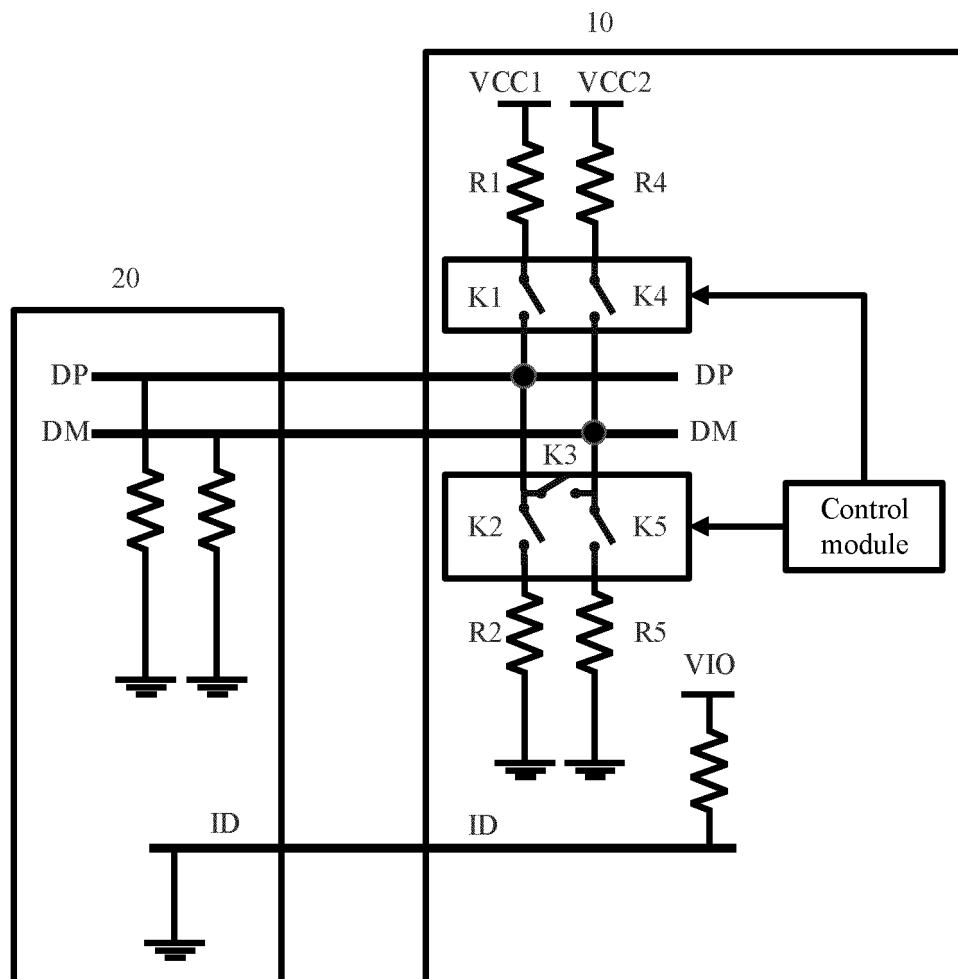 10
VCC1 VCC2
R1 R4
20
K1 K4
DP DP
DM DM
K3
K2 K5
Control
module
R2 R5
VIO
ID ID